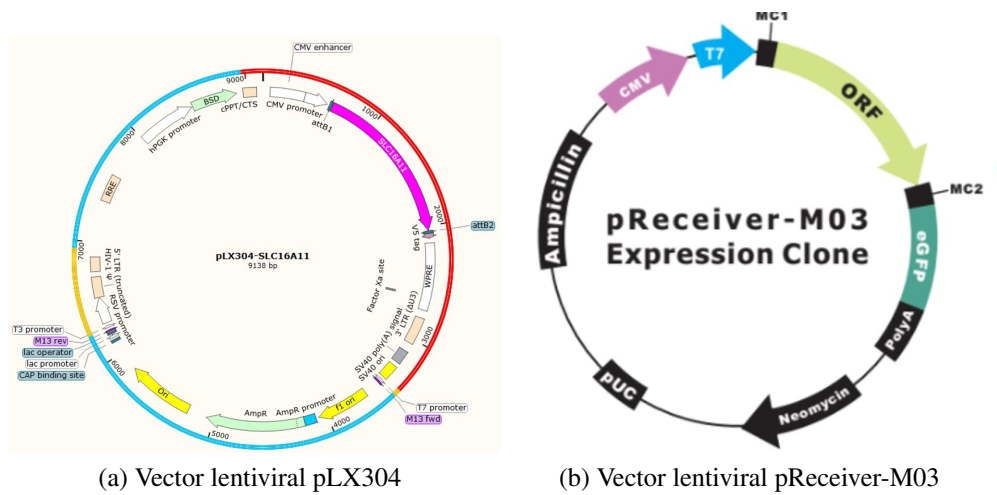 CMV enhancer
9000
BSD
cPPT/CTS
CMV promoter
attB1
1000
8000
hPGK promoter
SLC16A11
RRE
2000
attB2
V5 tag
7000
pLX304-SLC16A11
9138 bp
WPRE
5' LTR (truncated)
HIV-1 Ψ
RSV promoter
Factor Xa site
3' LTR (ΔU3)
3000
T3 promoter
M13 rev
lac operator
lac promoter
CAP binding site
SV40 poly(A) signal
SV40 ori
6000
Ori
AmpR
AmpR promoter
f1 ori
T7 promoter
M13 fwd
5000
4000
(a) Vector lentiviral pLX304
MC1
T7
CMV
ORF
Ampicillin
MC2
pReceiver-M03
Expression Clone
eGFP
PolyA
pUC
Neomycin
(b) Vector lentiviral pReceiver-M03